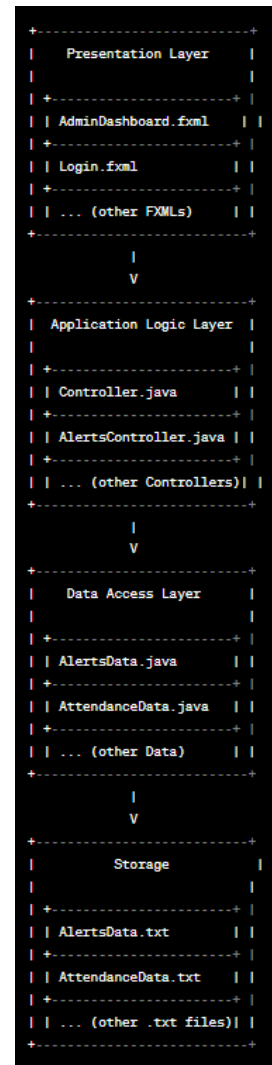 Presentation Layer
AdminDashboard.fxml
Login.fxml
... (other FXMLs)
V
Application Logic Layer
Controller.java
AlertsController.java
... (other Controllers)
V
Data Access Layer
AlertsData.java
AttendanceData.java
... (other Data)
V
Storage
AlertsData.txt
AttendanceData.txt
... (other .txt files)